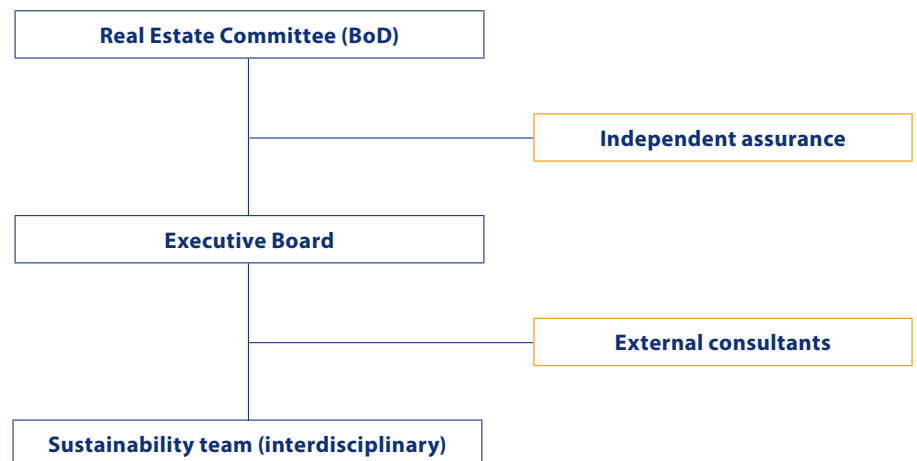 Real Estate Committee (BoD)
Independent assurance
Executive Board
External consultants
Sustainability team (interdisciplinary)